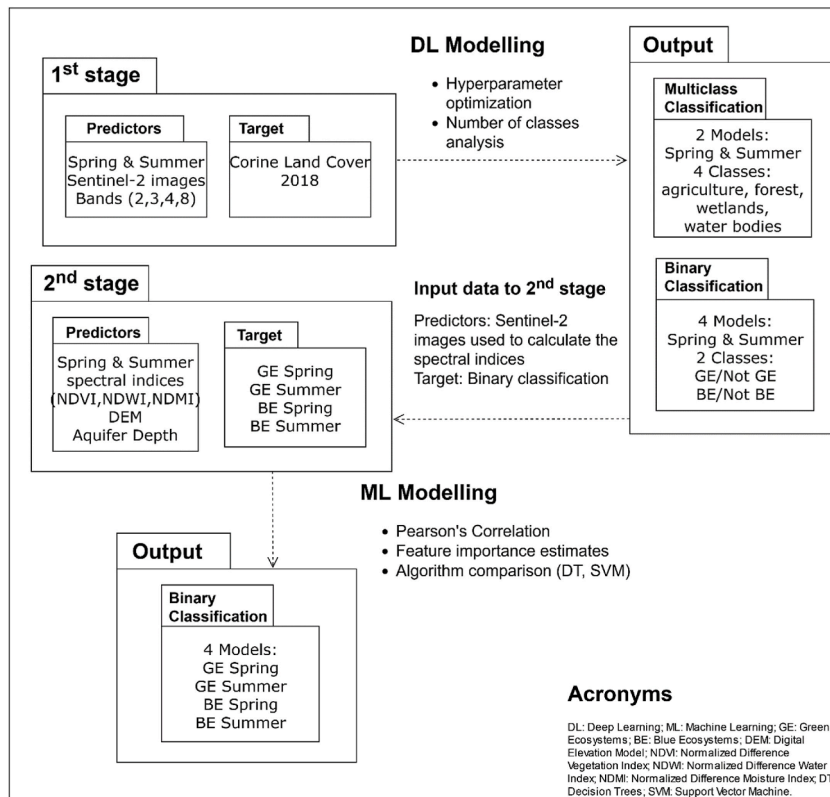 1st stage
Predictors
Spring & Summer
Sentinel-2 images
Bands (2,3,4,8)
Target
Corine Land Cover
2018
DL Modelling
• Hyperparameter
optimization
• Number of classes
analysis
Output
Multiclass
Classification
2 Models:
Spring & Summer
4 Classes:
agriculture, forest,
wetlands,
water bodies
Binary
Classification
4 Models:
Spring & Summer
2 Classes:
GE/Not GE
BE/Not BE
Input data to 2nd stage
Predictors: Sentinel-2
images used to calculate the
spectral indices
Target: Binary classification
2nd stage
Predictors
Spring & Summer
spectral indices
(NDVI,NDWI,NDMI)
DEM
Aquifer Depth
Target
GE Spring
GE Summer
BE Spring
BE Summer
ML Modelling
• Pearson's Correlation
• Feature importance estimates
• Algorithm comparison (DT, SVM)
Output
Binary
Classification
4 Models:
GE Spring
GE Summer
BE Spring
BE Summer
Acronyms
DL: Deep Learning; ML: Machine Learning; GE: Green
Ecosystems; BE: Blue Ecosystems; DEM: Digital
Elevation Model; NDVI: Normalized Difference
Vegetation Index; NDWI: Normalized Difference Water
Index; NDMI: Normalized Difference Moisture Index; DT
Decision Trees; SVM: Support Vector Machine.